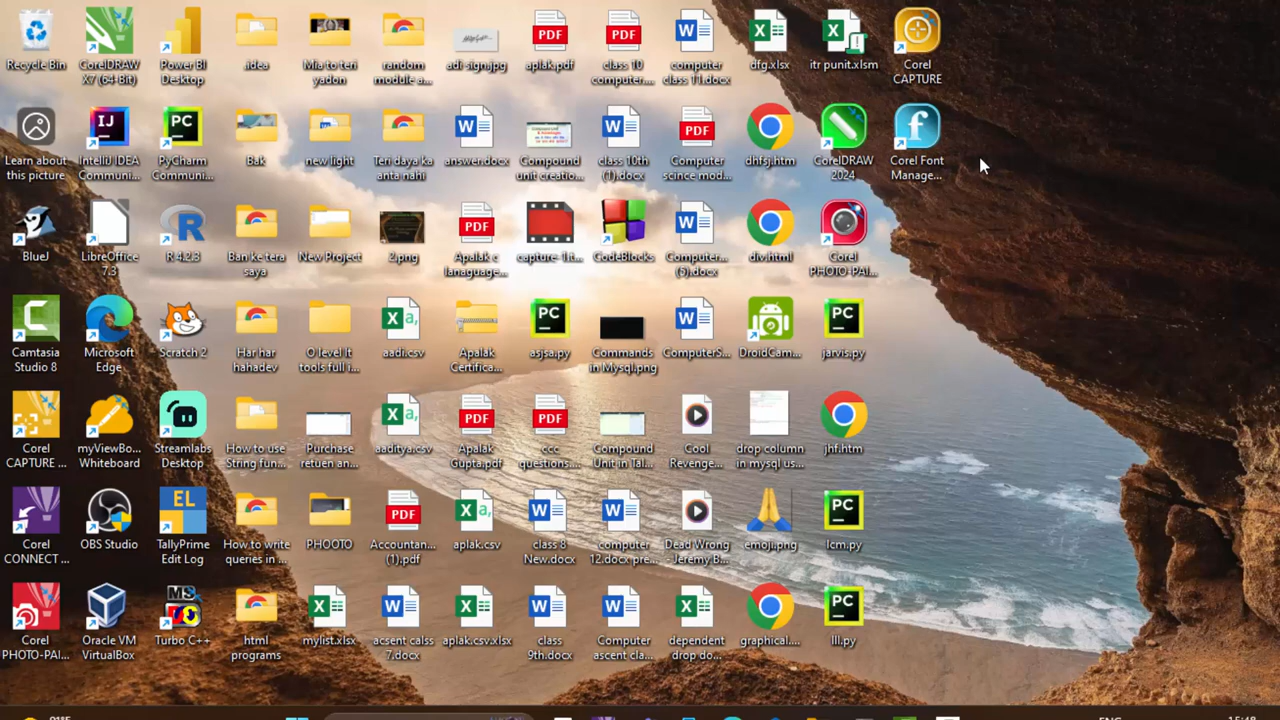 Recycle Bin
CorelDRAW X7 (64-Bit)
Power BI Desktop
.idea
Mia to teri yadon
random module a...
adi sign.jpg
aplak.pdf
class 10 computer....
computer class 11.docx
dfg.xlsx
itr punit.xlsm
Corel CAPTURE
Learn about this picture
IntelliJ IDEA Communi...
PyCharm Communi...
Bak
new light
Teri daya ka anta nahi
answer.docx
Compound unit creatio...
class 10th (1).docx
Computer scince mod...
dhfsj.htm
CorelDRAW 2024
Corel Font Manage...
BlueJ
LibreOffice 7.3
R 4.2.3
Ban ke tera saya
New Project
2.png
Apalak c lanaguage...
capture-1.t...
CodeBlocks
Computer... (5).docx
div.html
Corel PHOTO-PAI...
Camtasia Studio 8
Microsoft Edge
Scratch 2
Har har hahadev
O level it tools full i...
aadi.csv
Apalak Certifica...
asjsa.py
Commands in Mysql.png
ComputerS...
DroidCam...
jarvis.py
Corel CAPTURE ...
myViewBo... Whiteboard
Streamlabs Desktop
How to use String fun...
Purchase retuen an...
aaditya.csv
Apalak Gupta.pdf
ccc questions....
Compound Unit in Tal...
Cool Revenge...
drop column in mysql us...
jhf.htm
Corel CONNECT ...
OBS Studio
TallyPrime Edit Log
How to write queries in ...
PHOOTO
Accountan... (1).pdf
aplak.csv
class 8 New.docx
computer 12.docx pre...
Dead Wrong - Jeremy B...
emoji.png
lcm.py
Corel PHOTO-PAI...
Oracle VM VirtualBox
Turbo C++
html programs
mylist.xlsx
acsent calss 7.docx
aplak.csv.xlsx
class 9th.docx
Computer ascent cla...
dependent drop do...
graphical....
lll.py